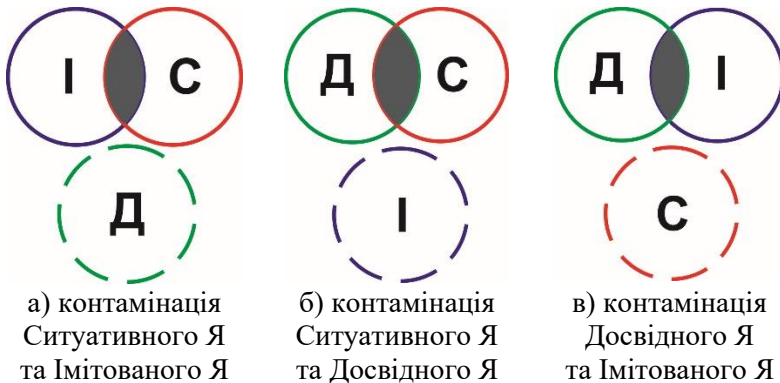 І С
Д
а) контамінація
Ситуативного Я
та Імітованого Я
Д С
І
б) контамінація
Ситуативного Я
та Досвідного Я
Д І
С
в) контамінація
Досвідного Я
та Імітованого Я